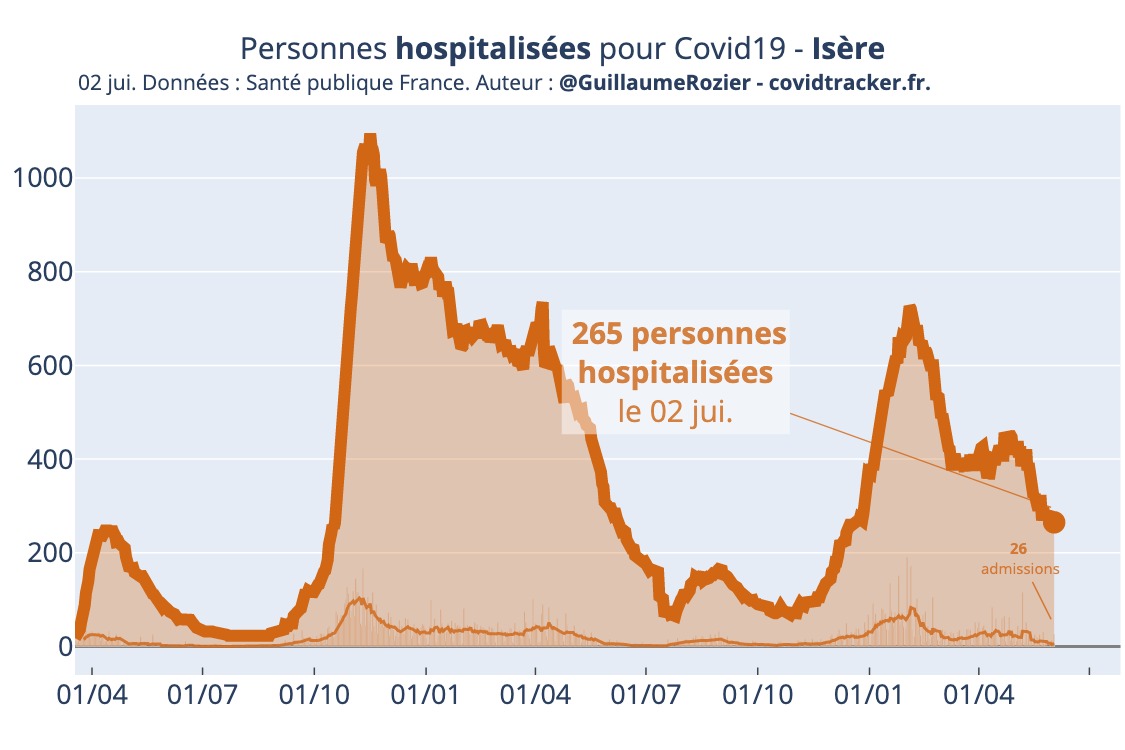 Personnes hospitalisées pour Covid19 - Isère
02 jui. Données : Santé publique France. Auteur : @GuillaumeRozier - covidtracker.fr.
1000
800
600
400
200
0
265 personnes
hospitalisées
le 02 jui.
26
admissions
01/04 01/07 01/10 01/01 01/04 01/07 01/10 01/01 01/04